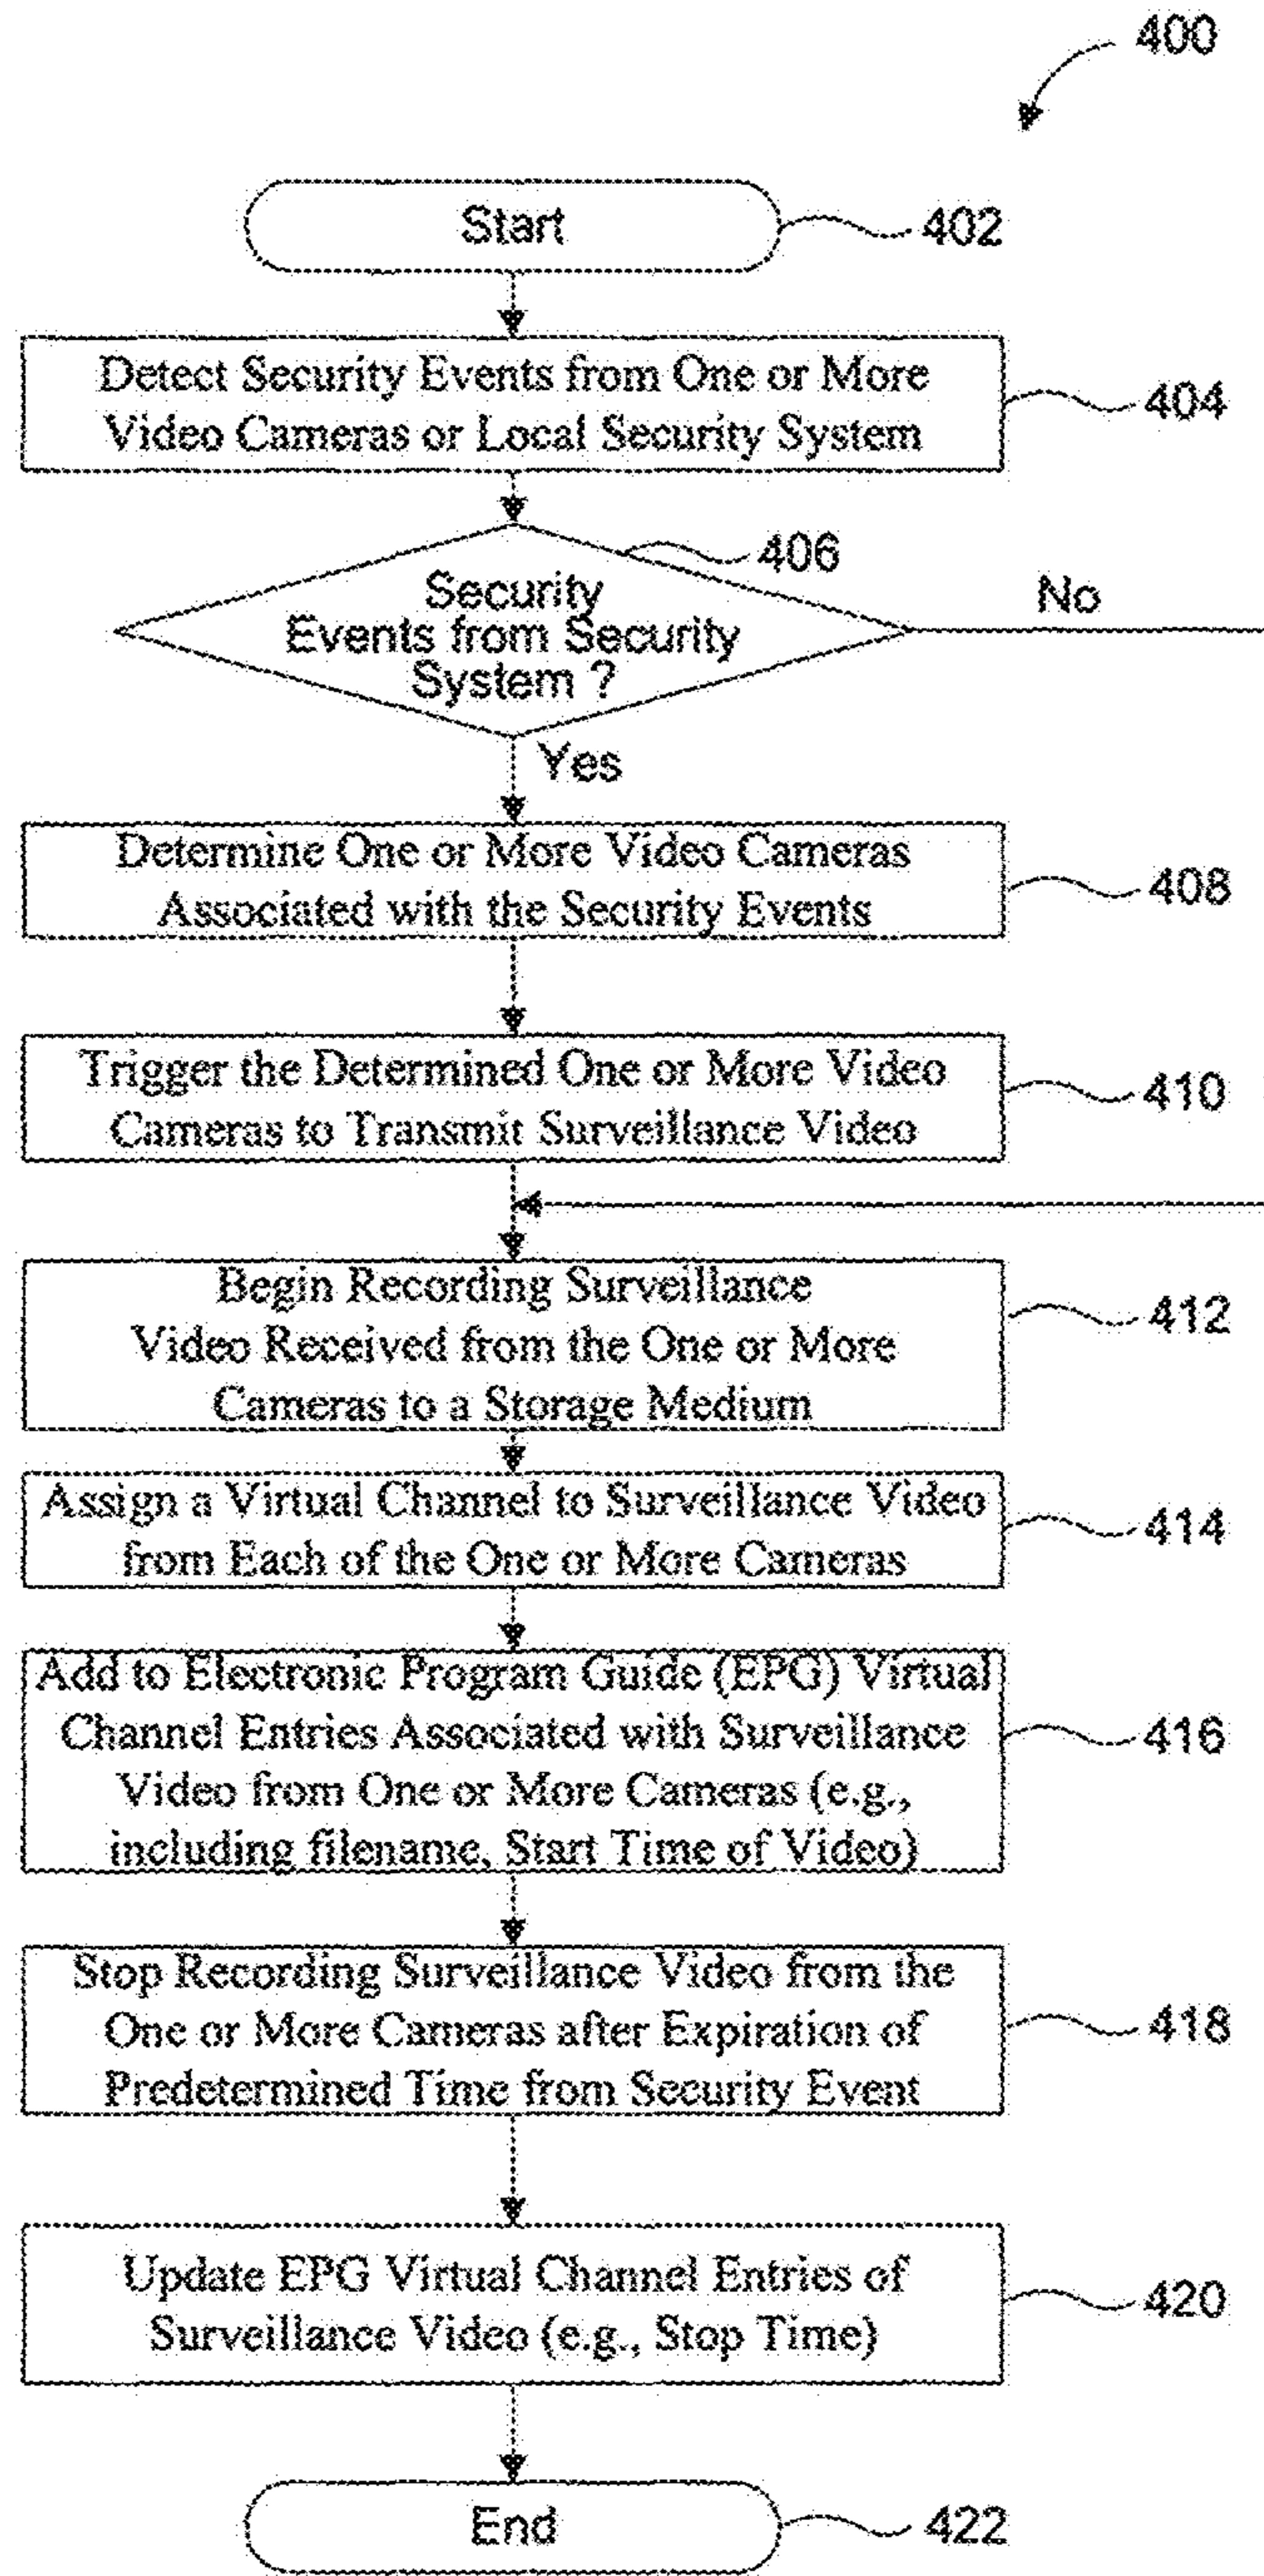 400
Start
402
Detect Security Events from One or More
Video Cameras or Local Security System
404
406
Security
Events from Security
System ?
No
Yes
Determine One or More Video Cameras
Associated with the Security Events
408
Trigger the Determined One or More Video
Cameras to Transmit Surveillance Video
410
Begin Recording Surveillance
Video Received from the One or More
Cameras to a Storage Medium
412
Assign a Virtual Channel to Surveillance Video
from Each of the One or More Cameras
414
Add to Electronic Program Guide (EPG) Virtual
Channel Entries Associated with Surveillance
Video from One or More Cameras (e.g.,
including filename, Start Time of Video)
416
Stop Recording Surveillance Video from the
One or More Cameras after Expiration of
Predetermined Time from Security Event
418
Update EPG Virtual Channel Entries of
Surveillance Video (e.g., Stop Time)
420
End
422